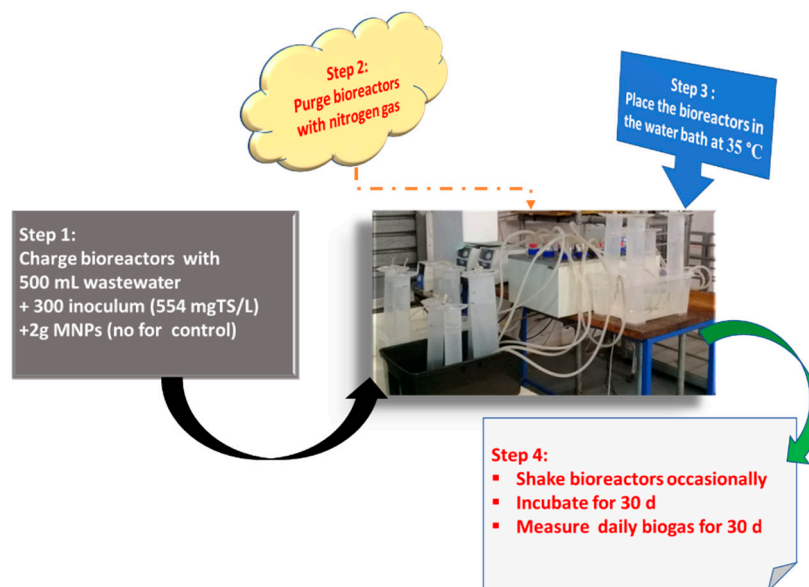 Step 1:
Charge bioreactors with
500 mL wastewater
+ 300 inoculum (554 mgTS/L)
+2g MNPs (no for control)
Step 2:
Purge bioreactors
with nitrogen gas
Step 3 :
Place the bioreactors in
the water bath at 35 °C
Step 4:
▪ Shake bioreactors occasionally
▪ Incubate for 30 d
▪ Measure daily biogas for 30 d